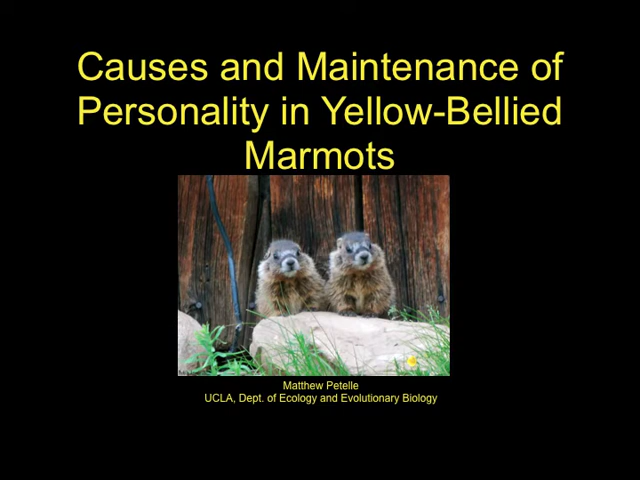 Causes and Maintenance of
Personality in Yellow-Bellied
Marmots
Matthew Petelle
UCLA, Dept. of Ecology and Evolutionary Biology